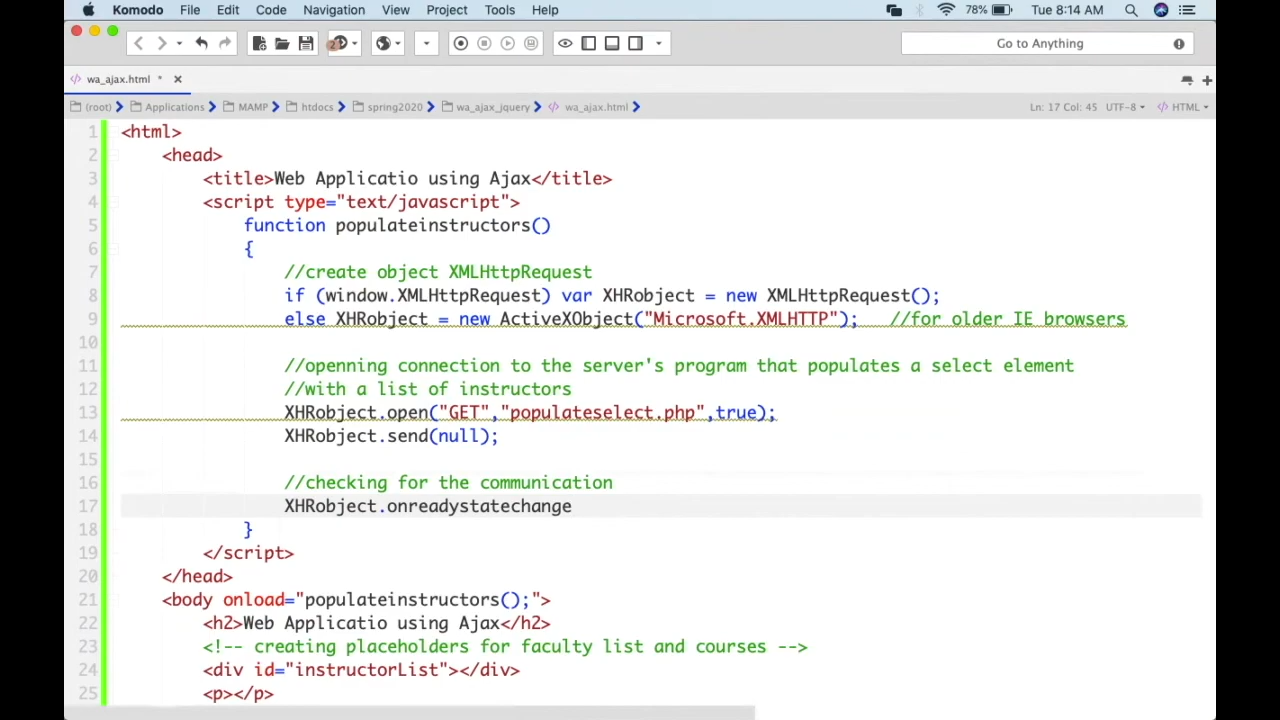 Komodo File Edit Code Navigation View Project Tools Help 78% Tue 8:14 AM
Go to Anything
wa_ajax.html *
(root) Applications MAMP htdocs spring2020 wa_ajax_jquery wa_ajax.html Ln: 17 Col: 45 UTF-8 HTML
1 <html>
2 <head>
3 <title>Web Applicatio using Ajax</title>
4 <script type="text/javascript">
5 function populateinstructors()
6 {
7 //create object XMLHttpRequest
8 if (window.XMLHttpRequest) var XHRobject = new XMLHttpRequest();
9 else XHRobject = new ActiveXObject("Microsoft.XMLHTTP"); //for older IE browsers
10
11 //openning connection to the server's program that populates a select element
12 //with a list of instructors
13 XHRobject.open("GET","populateselect.php",true);
14 XHRobject.send(null);
15
16 //checking for the communication
17 XHRobject.onreadystatechange
18 }
19 </script>
20 </head>
21 <body onload="populateinstructors();">
22 <h2>Web Applicatio using Ajax</h2>
23 <!-- creating placeholders for faculty list and courses -->
24 <div id="instructorList"></div>
25 <p></p>